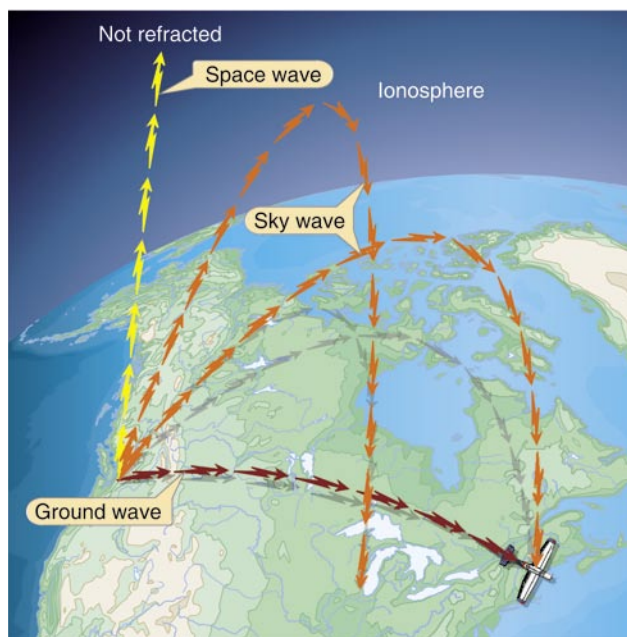 Not refracted
Space wave
Ionosphere
Sky wave
Ground wave